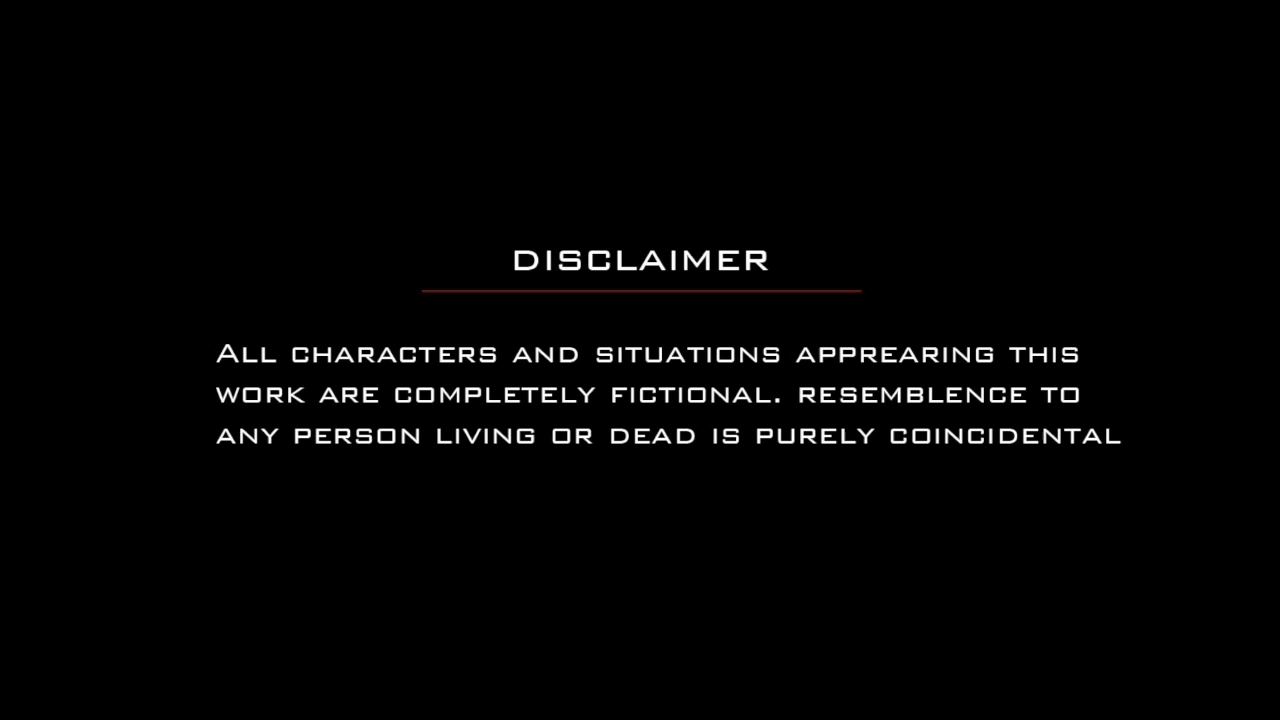 DISCLAIMER
ALL CHARACTERS AND SITUATIONS APPREARING THIS
WORK ARE COMPLETELY FICTIONAL. RESEMBLENCE TO
ANY PERSON LIVING OR DEAD IS PURELY COINCIDENTAL